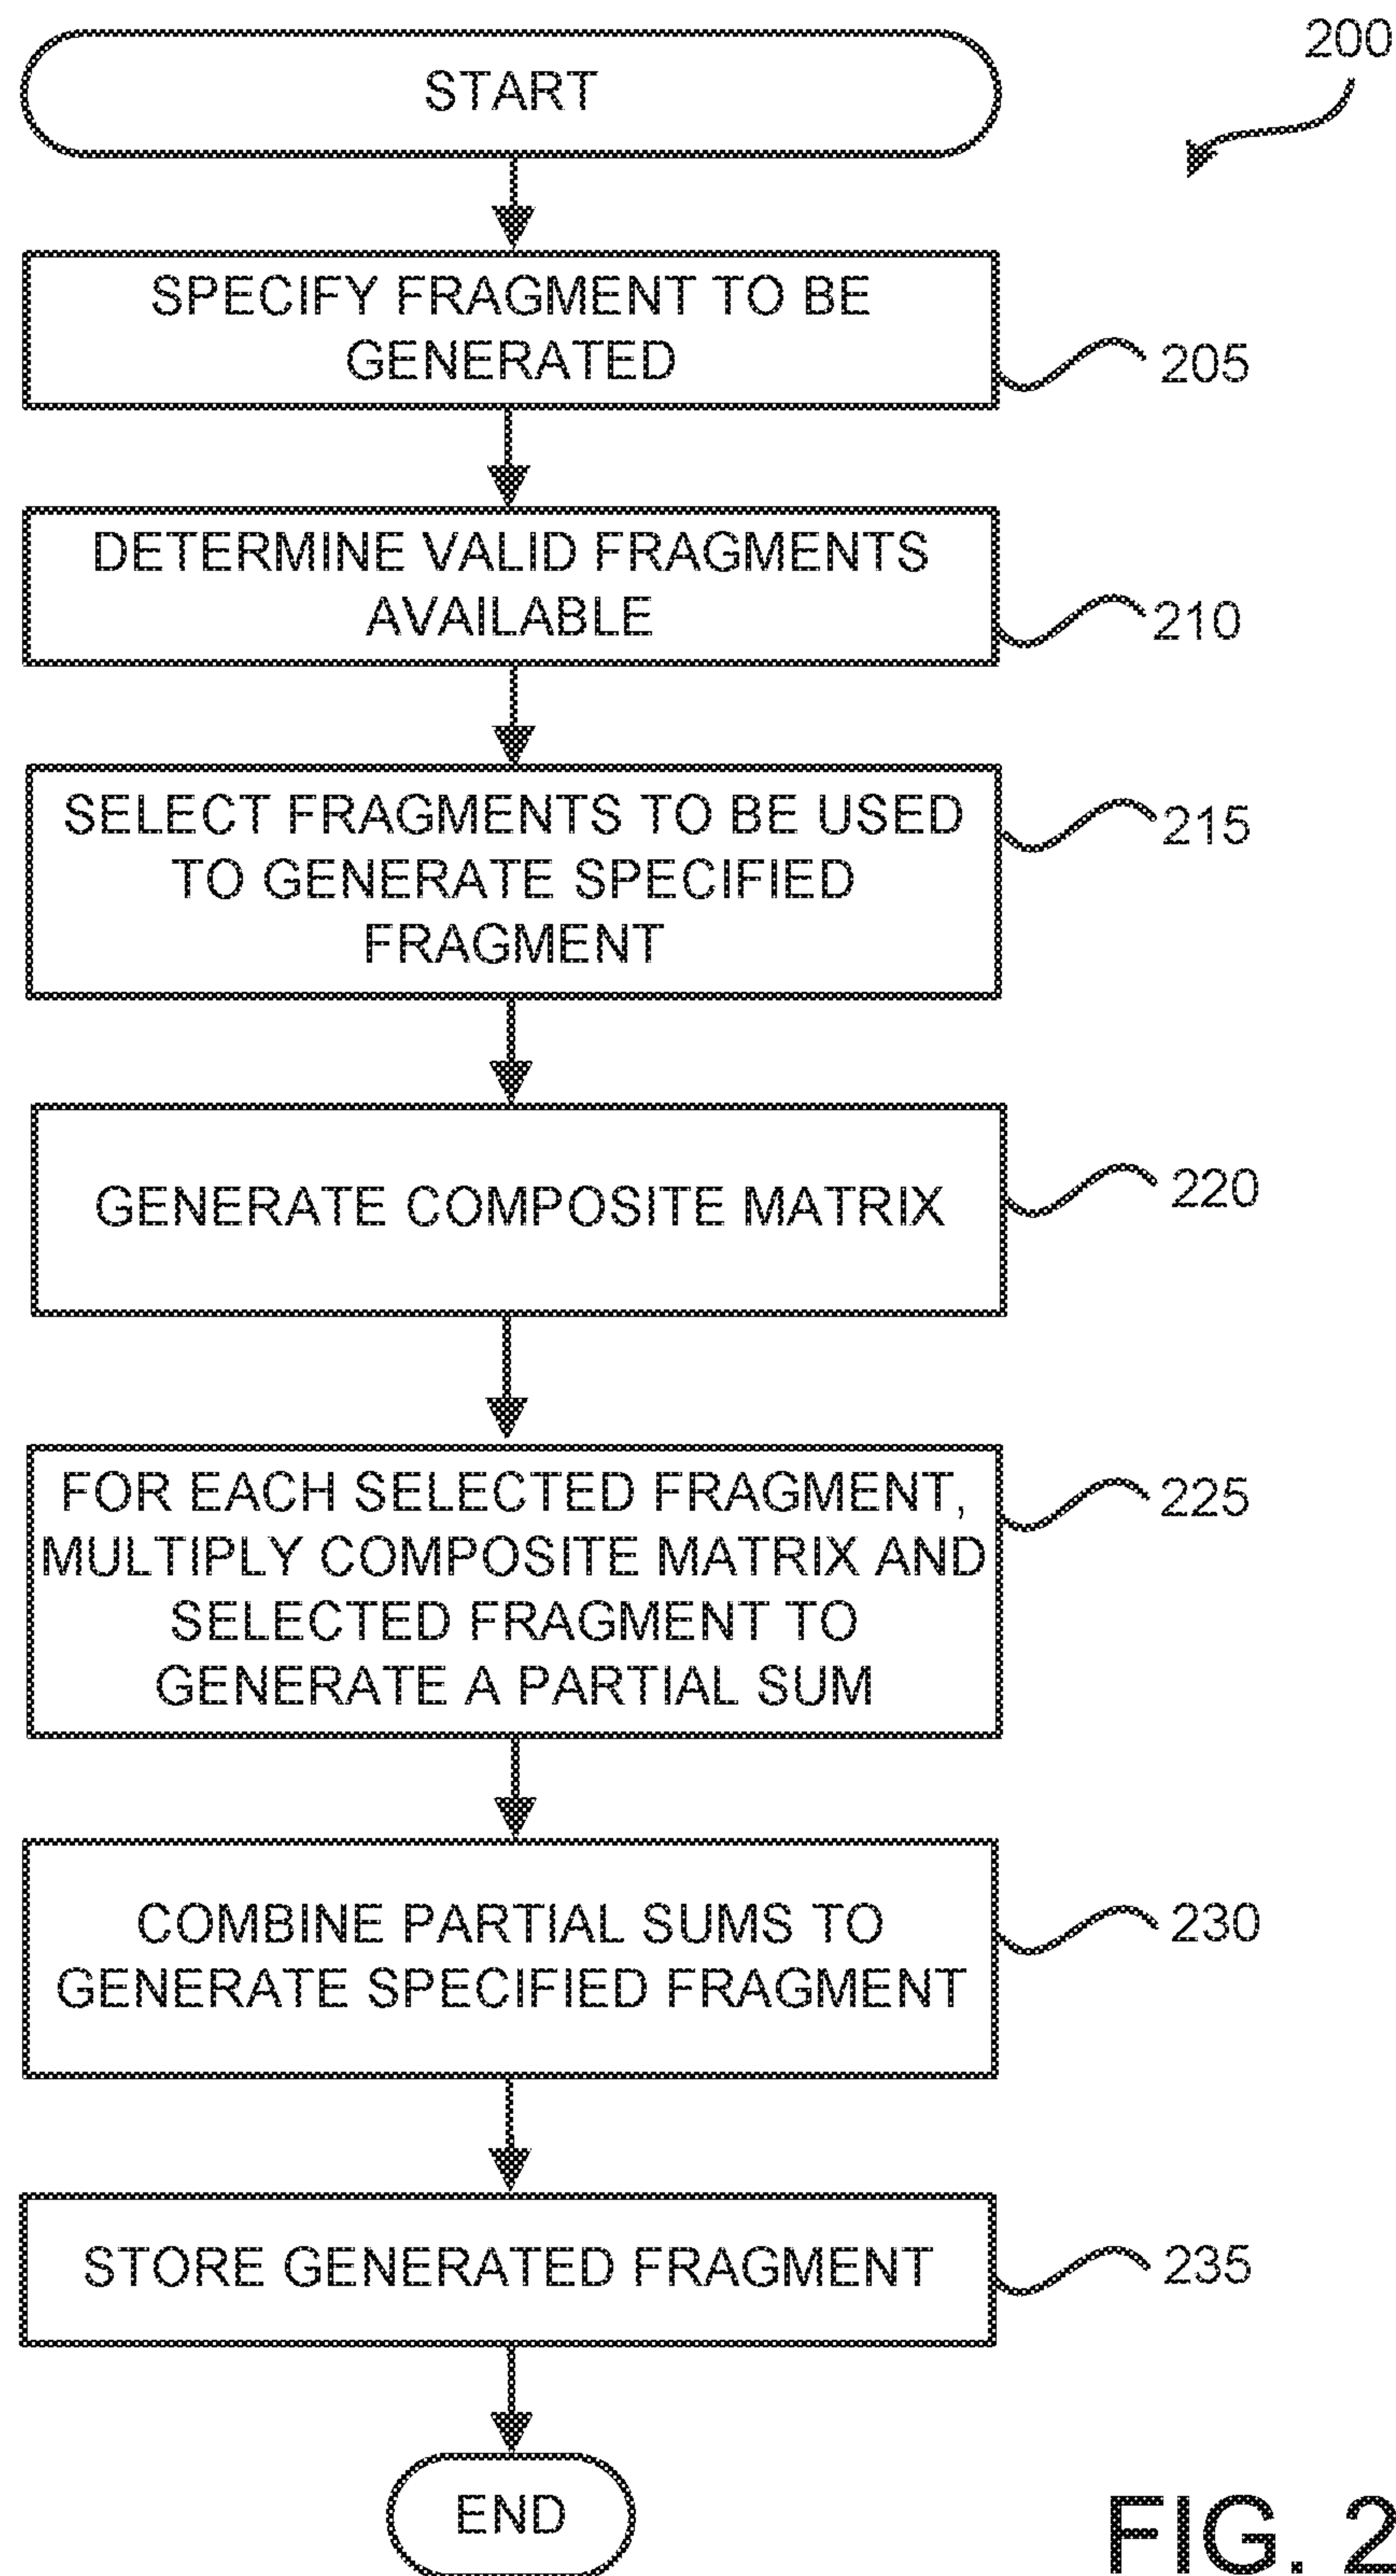 200
START
SPECIFY FRAGMENT TO BE
GENERATED
205
DETERMINE VALID FRAGMENTS
AVAILABLE
210
SELECT FRAGMENTS TO BE USED
TO GENERATE SPECIFIED
FRAGMENT
215
GENERATE COMPOSITE MATRIX
220
FOR EACH SELECTED FRAGMENT,
MULTIPLY COMPOSITE MATRIX AND
SELECTED FRAGMENT TO
GENERATE A PARTIAL SUM
225
COMBINE PARTIAL SUMS TO
GENERATE SPECIFIED FRAGMENT
230
STORE GENERATED FRAGMENT
235
END
FIG. 2